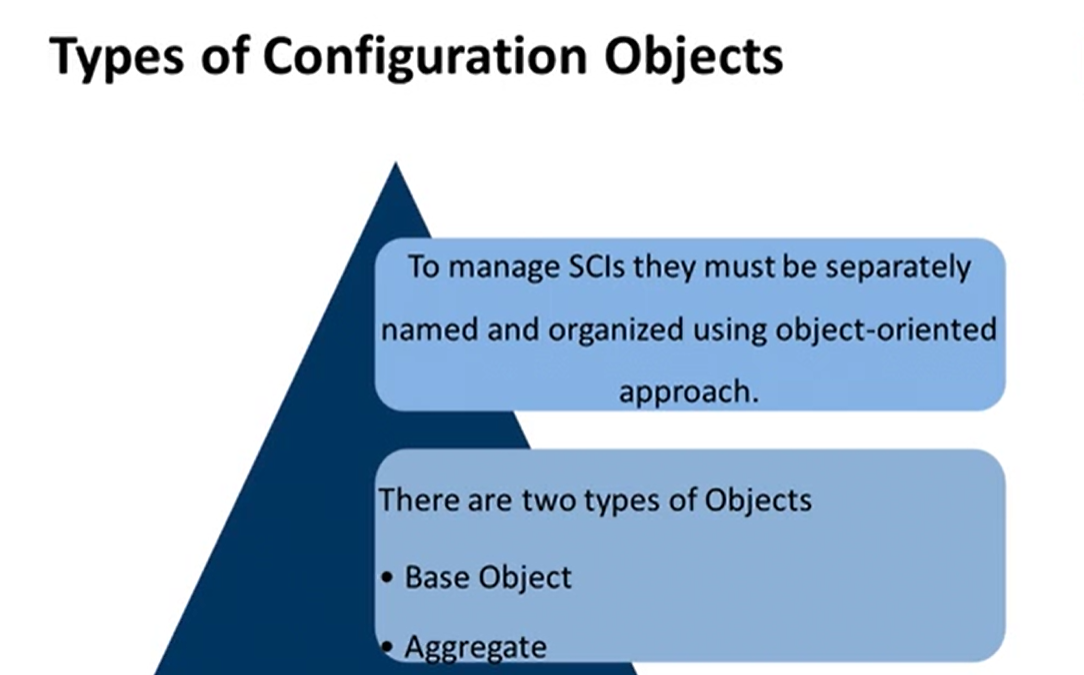 Types of Configuration Objects
To manage SCIs they must be separately
named and organized using object-oriented
approach.
There are two types of Objects
• Base Object
• Aggregate